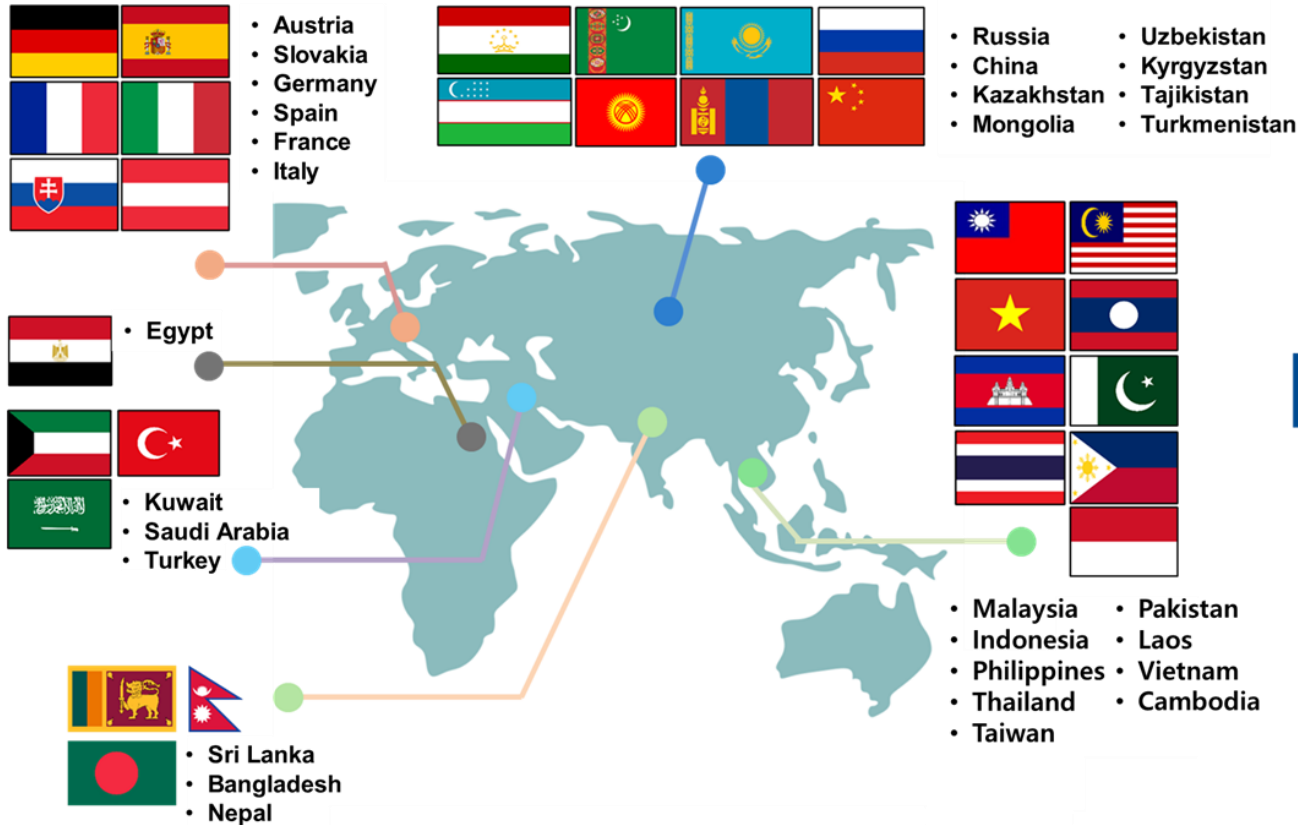 • Austria
• Slovakia
• Germany
• Spain
• France
• Italy
• Russia
• China
• Kazakhstan
• Mongolia
• Uzbekistan
• Kyrgyzstan
• Tajikistan
• Turkmenistan
• Egypt
• Kuwait
• Saudi Arabia
• Turkey
• Malaysia
• Indonesia
• Philippines
• Thailand
• Taiwan
• Pakistan
• Laos
• Vietnam
• Cambodia
• Sri Lanka
• Bangladesh
• Nepal